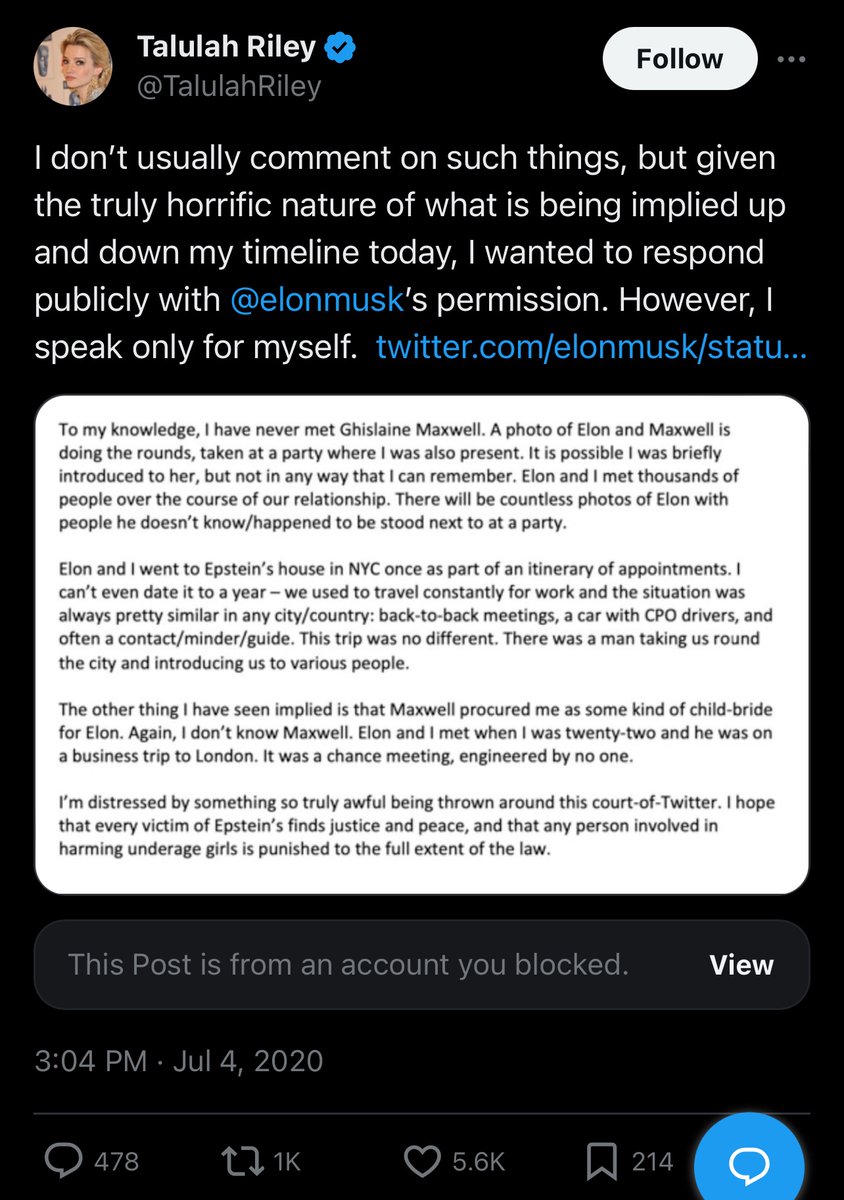 Talulah Riley
Follow
@TalulahRiley
I don’t usually comment on such things, but given
the truly horrific nature of what is being implied up
and down my timeline today, I wanted to respond
publicly with @elonmusk’s permission. However, I
speak only for myself. twitter.com/elonmusk/statu...
To my knowledge, I have never met Ghislaine Maxwell. A photo of Elon and Maxwell is
doing the rounds, taken at a party where I was also present. It is possible I was briefly
introduced to her, but not in any way that I can remember. Elon and I met thousands of
people over the course of our relationship. There will be countless photos of Elon with
people he doesn’t know/happened to be stood next to at a party.
Elon and I went to Epstein’s house in NYC once as part of an itinerary of appointments. I
can’t even date it to a year – we used to travel constantly for work and the situation was
always pretty similar in any city/country: back-to-back meetings, a car with CPO drivers, and
often a contact/minder/guide. This trip was no different. There was a man taking us round
the city and introducing us to various people.
The other thing I have seen implied is that Maxwell procured me as some kind of child-bride
for Elon. Again, I don’t know Maxwell. Elon and I met when I was twenty-two and he was on
a business trip to London. It was a chance meeting, engineered by no one.
I’m distressed by something so truly awful being thrown around this court-of-Twitter. I hope
that every victim of Epstein’s finds justice and peace, and that any person involved in
harming underage girls is punished to the full extent of the law.
This Post is from an account you blocked.
View
3:04 PM · Jul 4, 2020
478
1K
5.6K
214